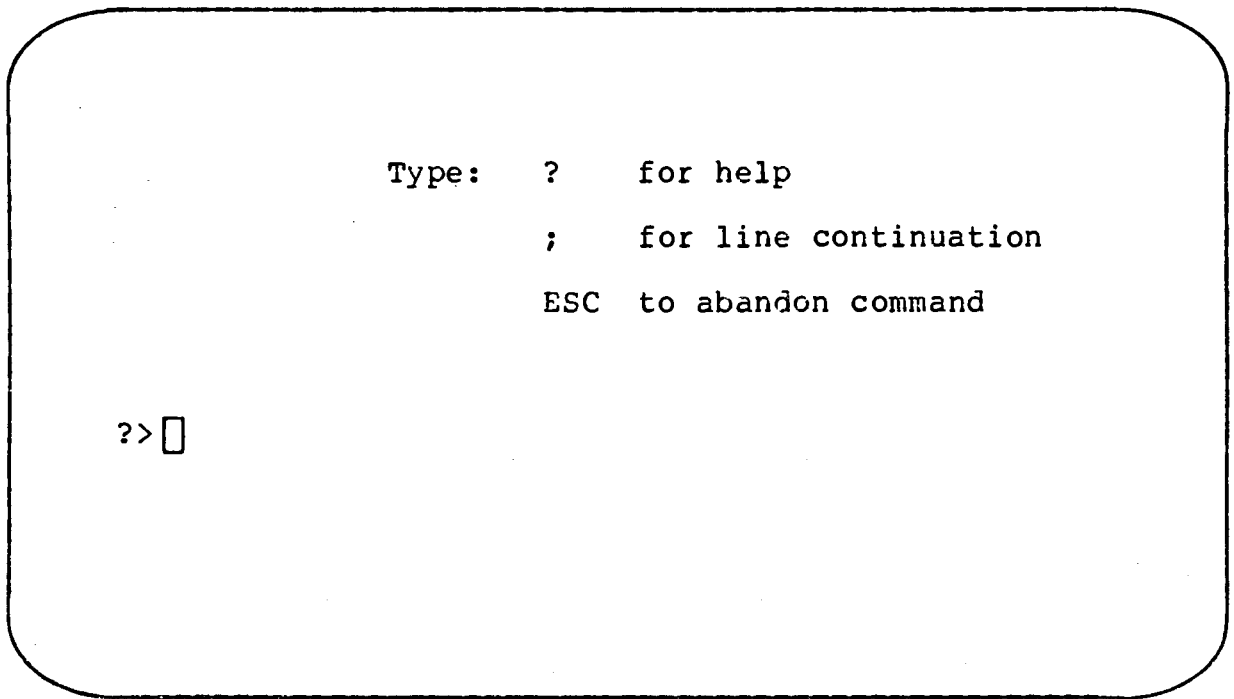 Type: ? for help
; for line continuation
ESC to abandon command
?>